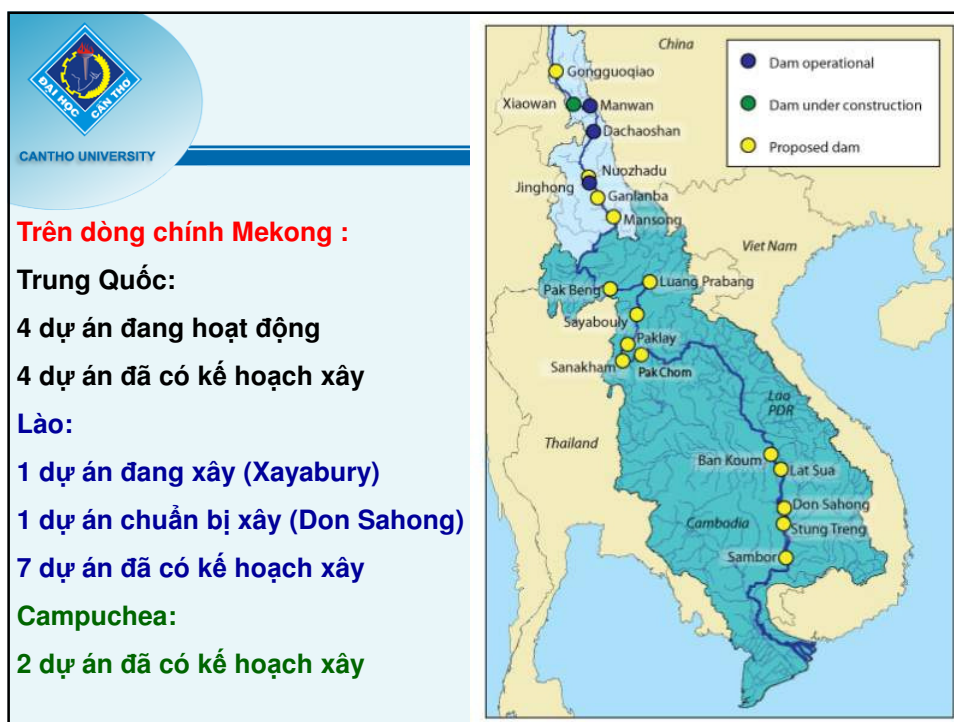 ĐẠI HỌC CẦN THƠ
CANTHO UNIVERSITY
Trên dòng chính Mekong :
Trung Quốc:
4 dự án đang hoạt động
4 dự án đã có kế hoạch xây
Lào:
1 dự án đang xây (Xayabury)
1 dự án chuẩn bị xây (Don Sahong)
7 dự án đã có kế hoạch xây
Campuchea:
2 dự án đã có kế hoạch xây
China
Dam operational
Dam under construction
Proposed dam
Gongguoqiao
Xiaowan
Manwan
Dachaoshan
Nuozhadu
Jinghong
Ganlanba
Mansong
Viet Nam
Pak Beng
Luang Prabang
Sayabouly
Paklay
Sanakham
Pak Chom
Lao
PDR
Thailand
Ban Koum
Lat Sua
Don Sahong
Cambodia
Stung Treng
Sambor